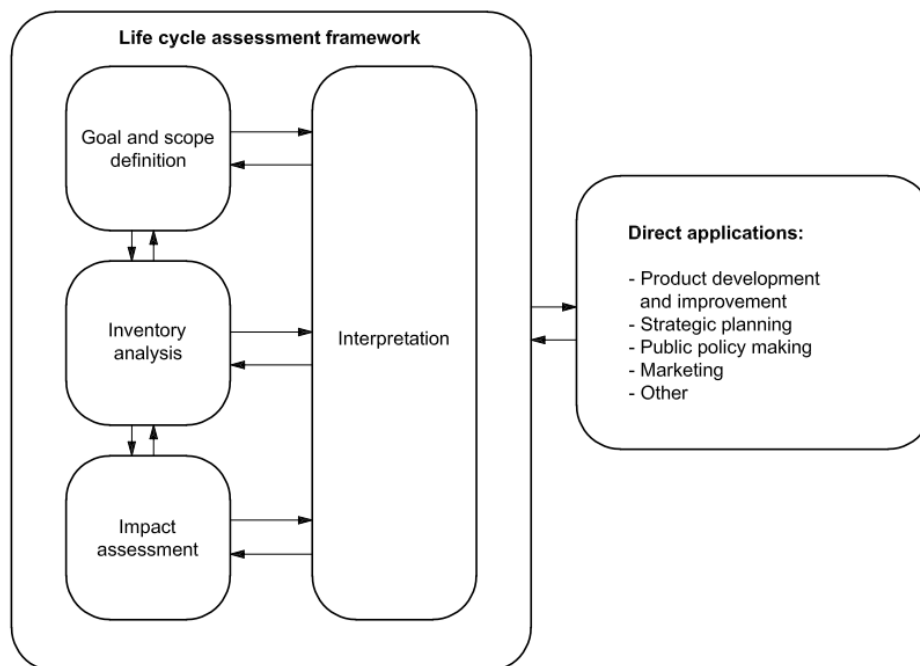 Life cycle assessment framework
Goal and scope
definition
Inventory
analysis
Impact
assessment
Interpretation
Direct applications:
- Product development
and improvement
- Strategic planning
- Public policy making
- Marketing
- Other